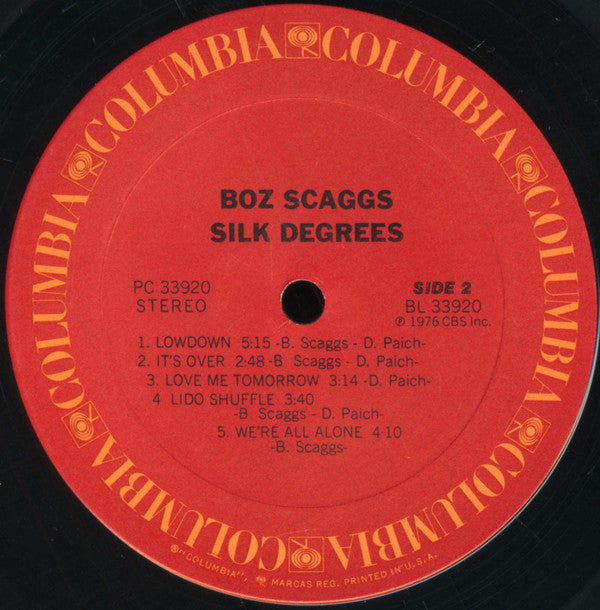 COLUMBIA COLUMBIA COLUMBIA COLUMBIA COLUMBIA COLUMBIA
BOZ SCAGGS
SILK DEGREES
PC 33920
STEREO
SIDE 2
BL 33920
℗ 1976 CBS Inc.
1. LOWDOWN 5:15 -B. Scaggs - D. Paich-
2. IT'S OVER 2:48 -B Scaggs - D. Paich-
3. LOVE ME TOMORROW 3:14 -D. Paich-
4 LIDO SHUFFLE 3:40
-B. Scaggs - D. Paich-
5. WE'RE ALL ALONE 4:10
-B. Scaggs-
®"COLUMBIA", MARCAS REG. PRINTED IN U.S.A.